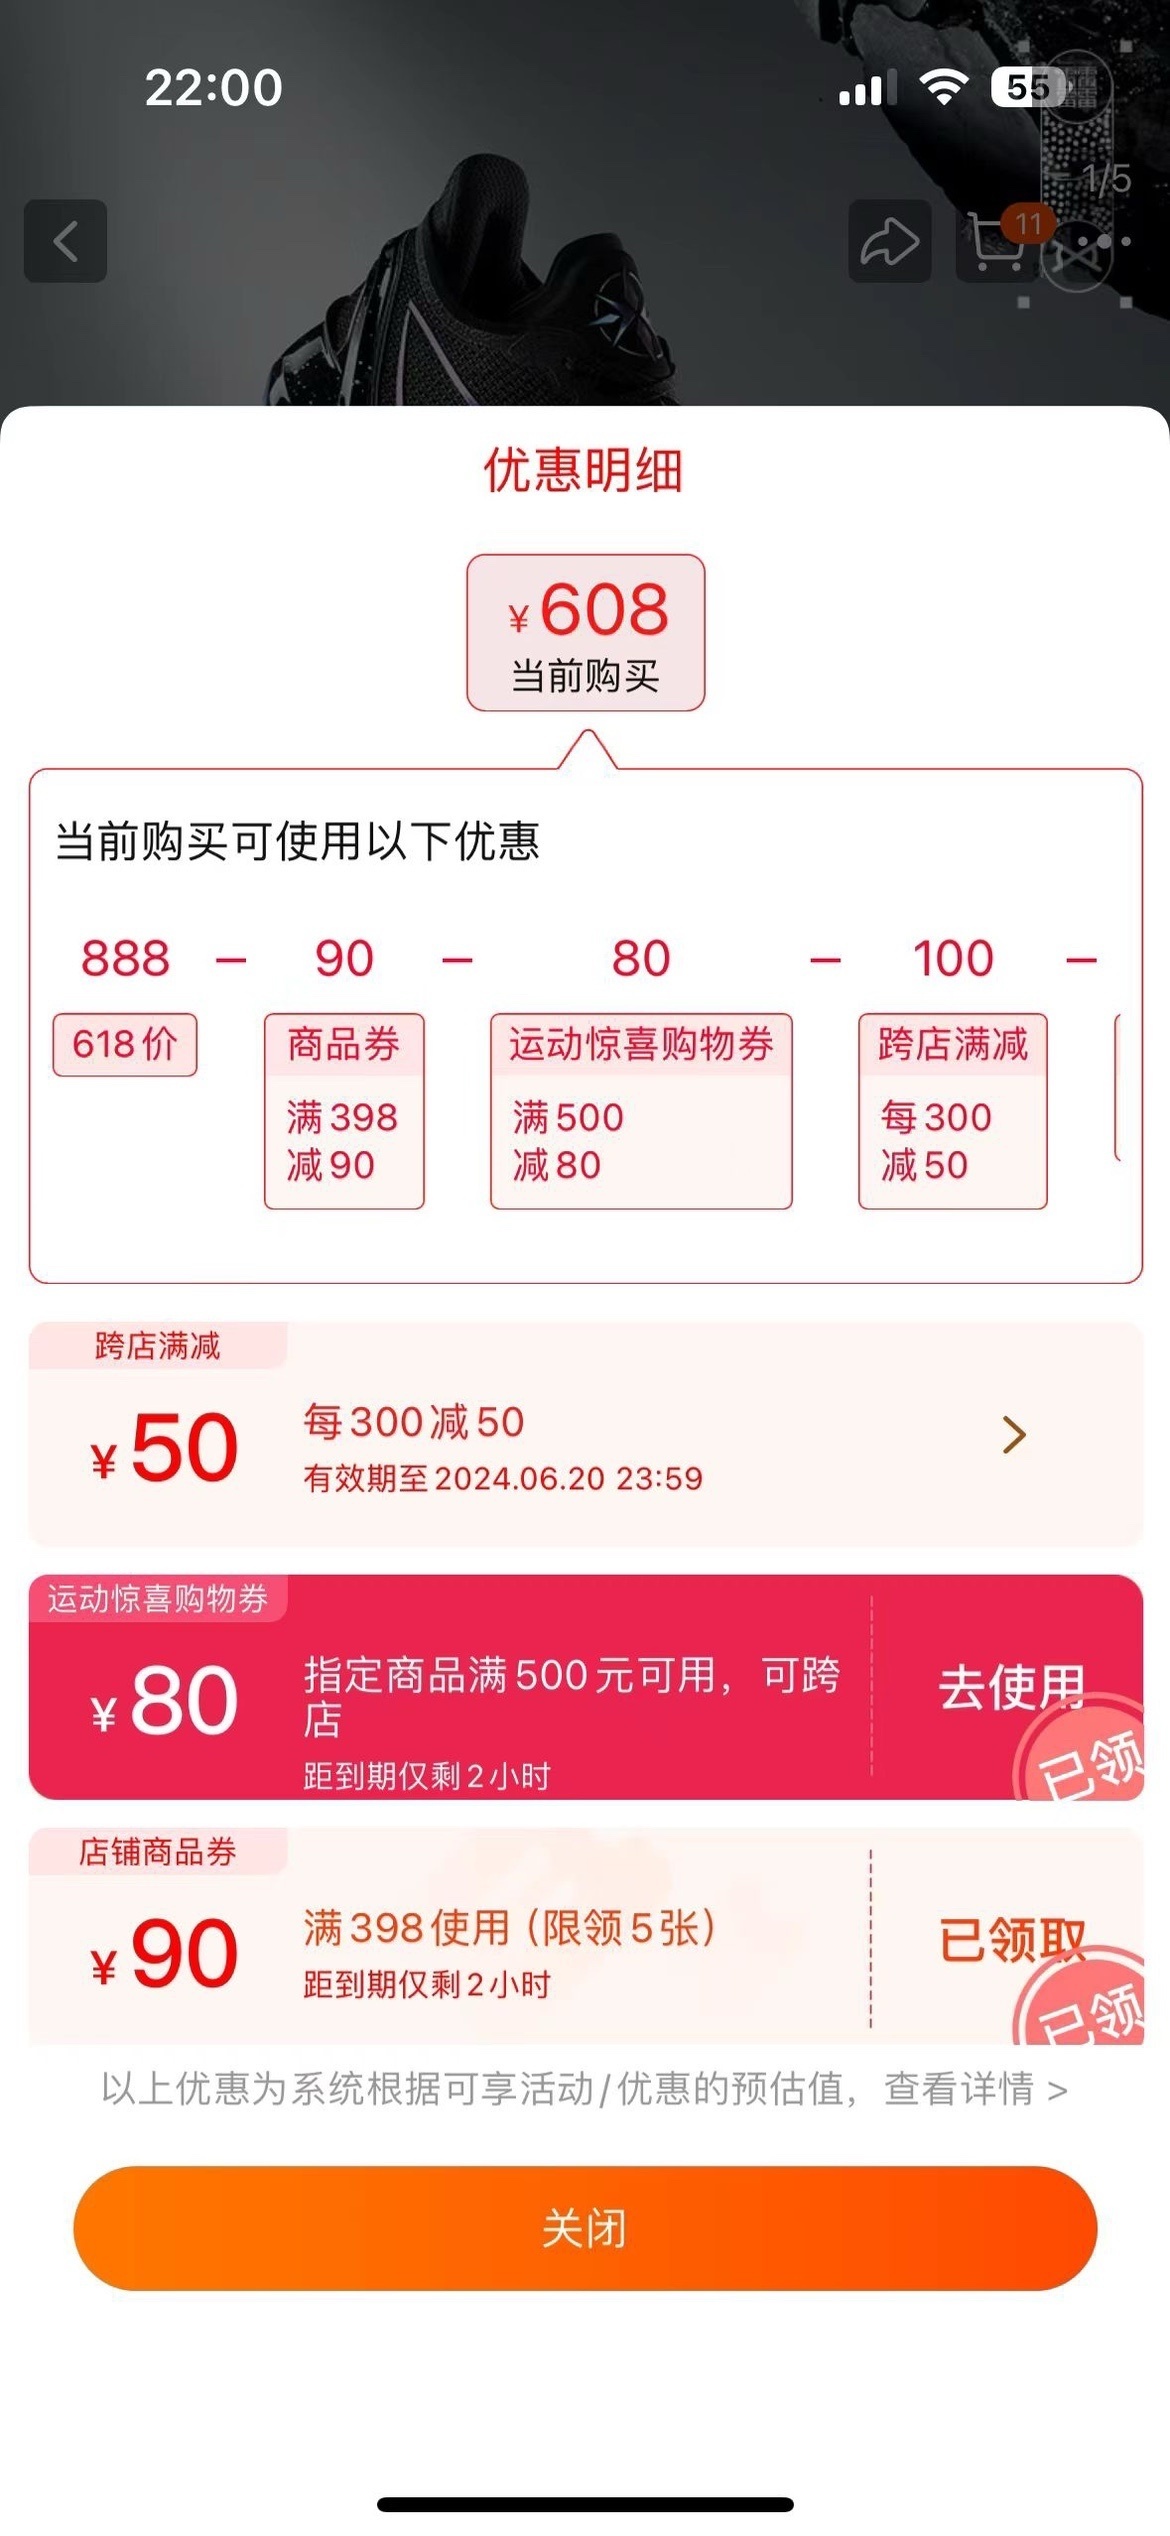 22:00
55
1/5
11
优惠明细
¥608
当前购买
当前购买可使用以下优惠
888 － 90 － 80 － 100 －
618价 商品券 运动惊喜购物券 跨店满减
满398 满500 每300
减90 减80 减50
跨店满减
¥50
每300减50
有效期至2024.06.20 23:59
运动惊喜购物券
¥80
指定商品满500元可用，可跨
店
距到期仅剩2小时
去使用
已领
店铺商品券
¥90
满398使用（限领5张）
距到期仅剩2小时
已领取
已领
以上优惠为系统根据可享活动/优惠的预估值，查看详情 >
关闭